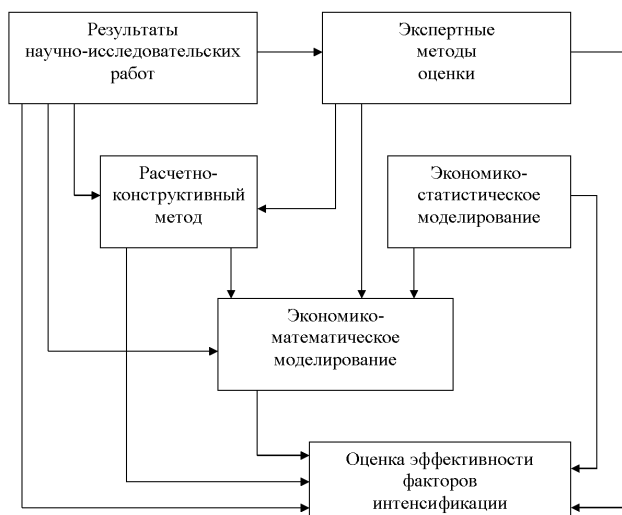 Результаты
научно-исследовательских
работ
Экспертные
методы
оценки
Расчетно-
конструктивный
метод
Экономико-
статистическое
моделирование
Экономико-
математическое
моделирование
Оценка эффективности
факторов
интенсификации